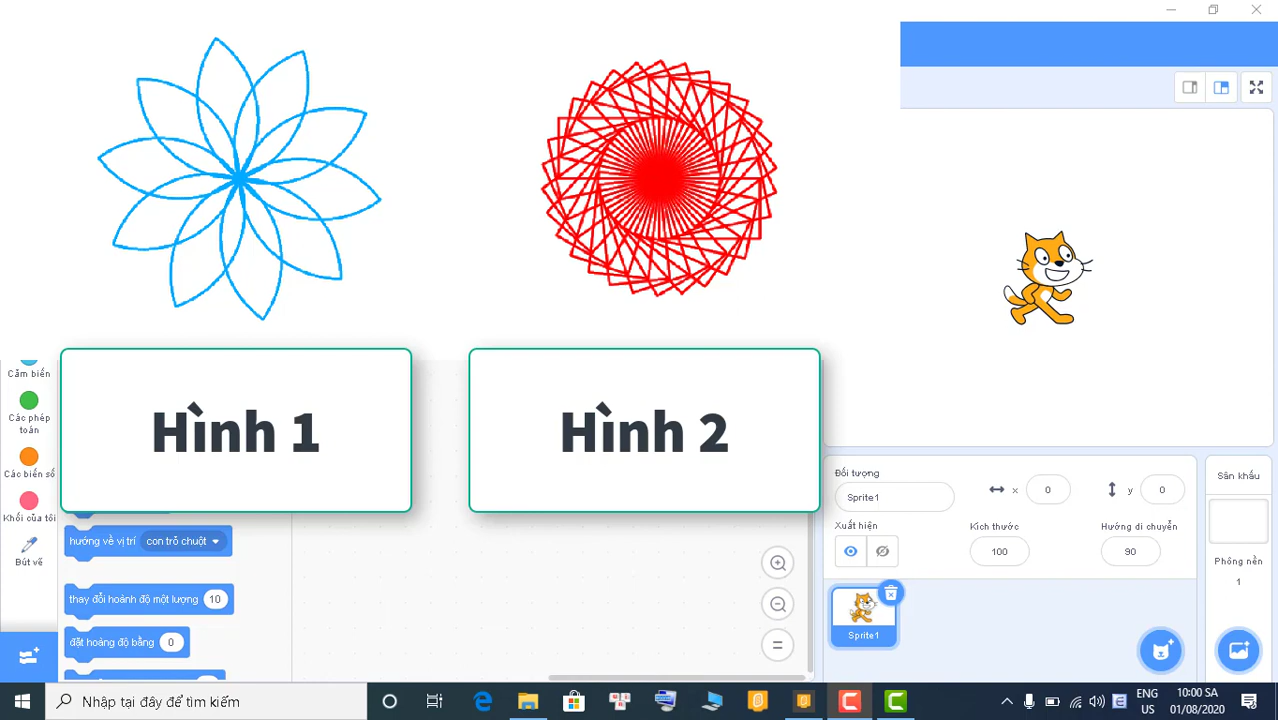 Cảm biến
Các phép
toán
Các biến số
Khối của tôi
Bút vẽ
Hình 1
Hình 2
hướng về vị trí con trỏ chuột
thay đổi hoành độ một lượng 10
đặt hoàng độ bằng 0
Đối tượng
Sprite1
x 0
y 0
Xuất hiện
Kích thước
100
Hướng di chuyển
90
Sprite1
Sân khấu
Phông nền
1
Nhập tại đây để tìm kiếm
ENG
US
10:00 SA
01/08/2020